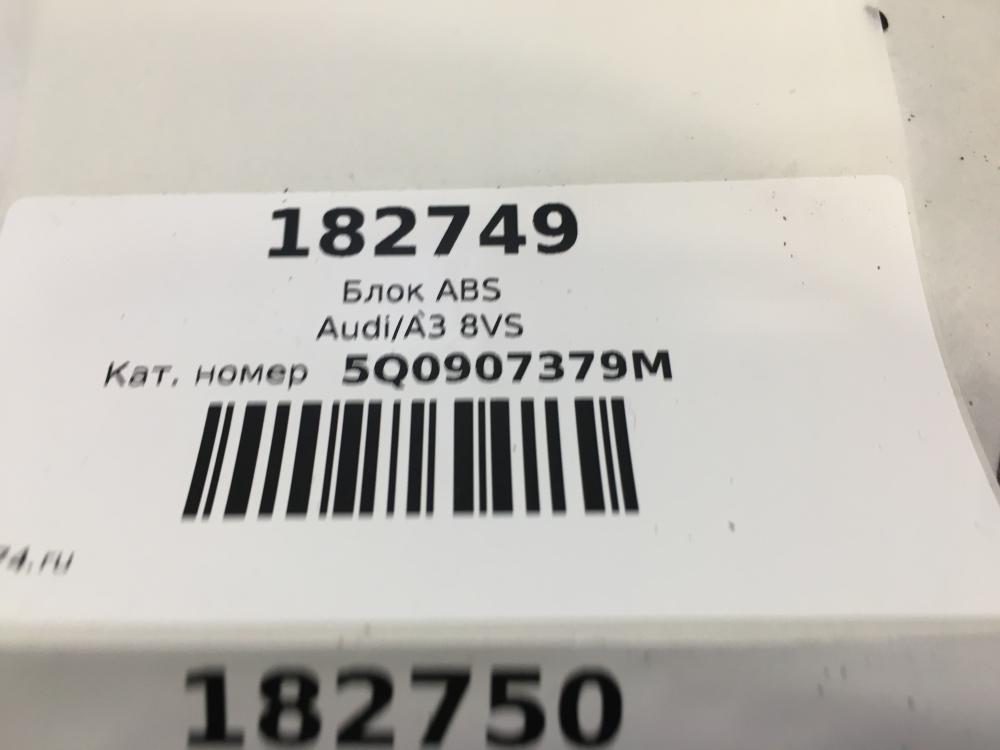 182749
Блок ABS
Audi/A3 8VS
Кат. номер 5Q0907379M
74.ru
182750